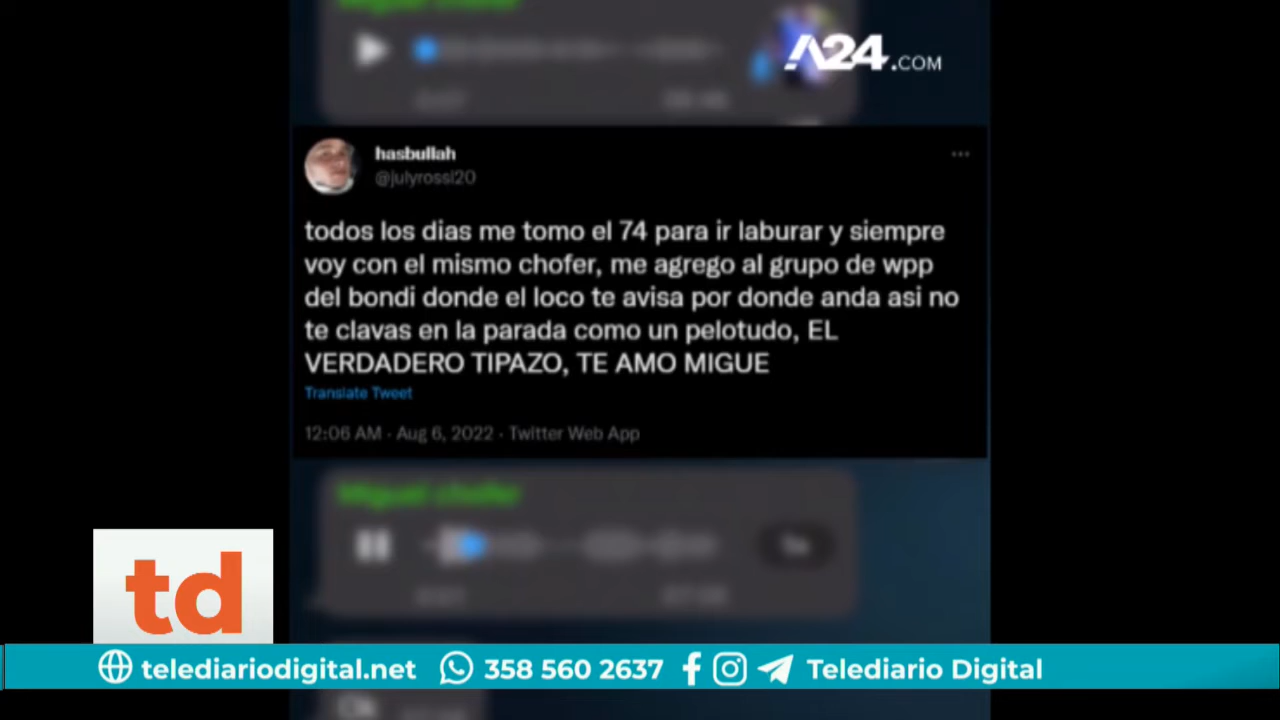 A24.COM
hasbullah
@julyrossi20
todos los dias me tomo el 74 para ir laburar y siempre
voy con el mismo chofer, me agrego al grupo de wpp
del bondi donde el loco te avisa por donde anda asi no
te clavas en la parada como un pelotudo, EL
VERDADERO TIPAZO, TE AMO MIGUE
Translate Tweet
12:06 AM · Aug 6, 2022 · Twitter Web App
Miguel chofer
td
telediariodigital.net 358 560 2637 Telediario Digital